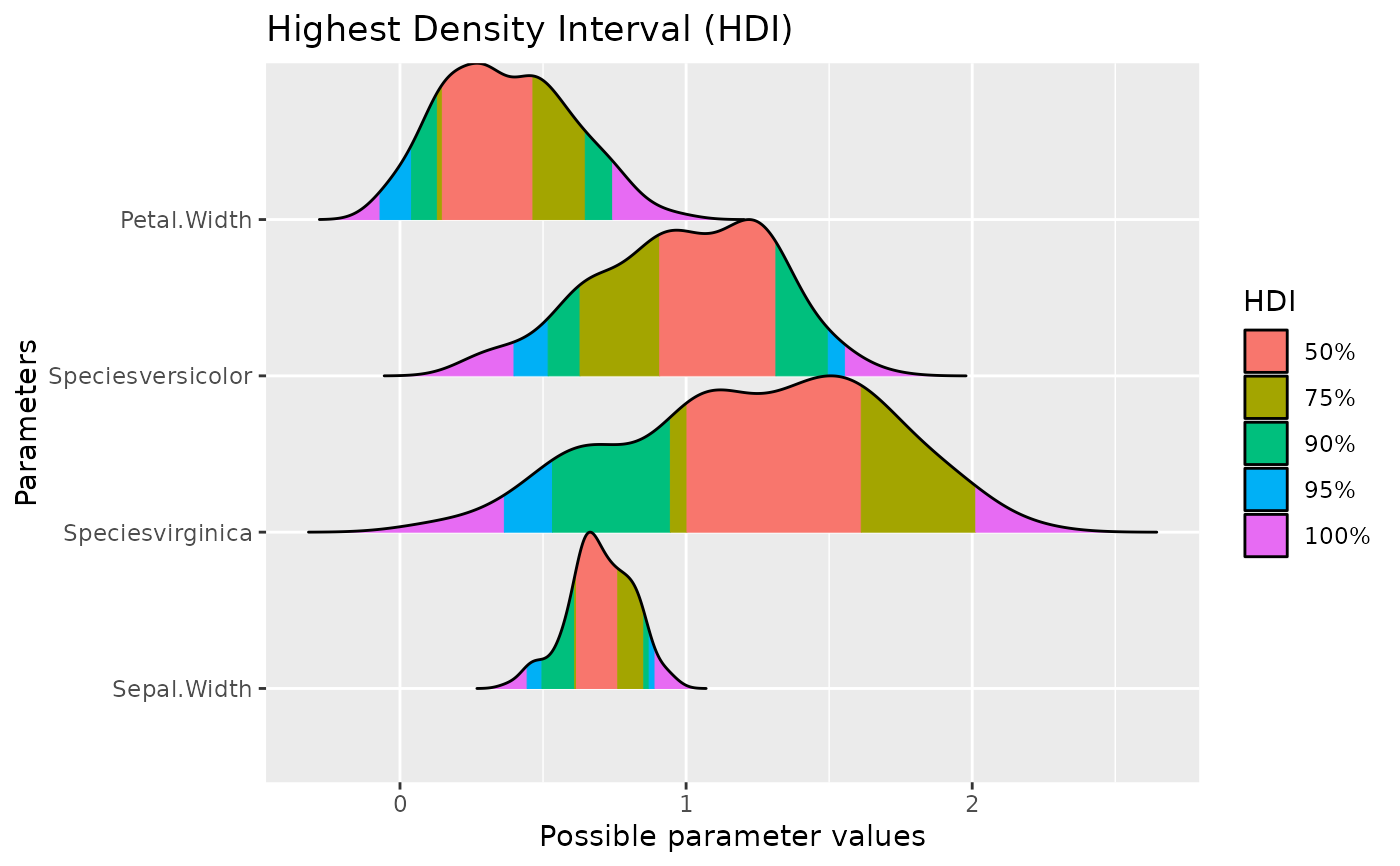 Highest Density Interval (HDI)
Parameters
Petal.Width
Speciesversicolor
Speciesvirginica
Sepal.Width
0 1 2
Possible parameter values
HDI
50%
75%
90%
95%
100%